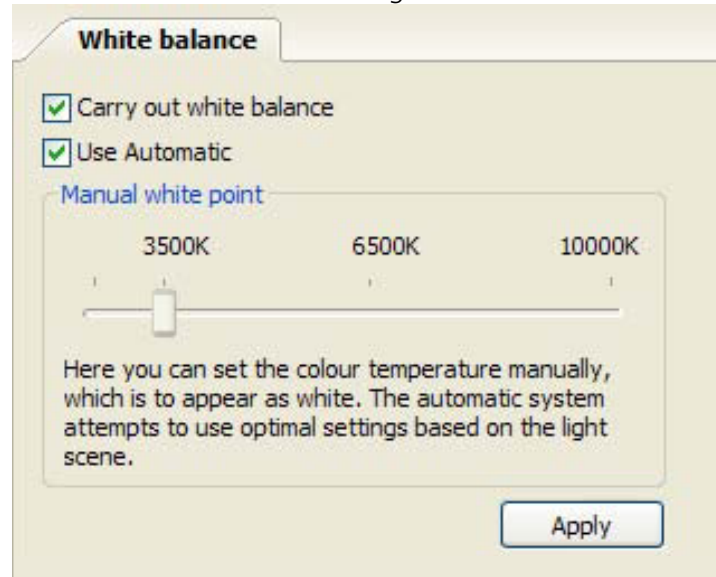 White balance
Carry out white balance
Use Automatic
Manual white point
3500K 6500K 10000K
Here you can set the colour temperature manually,
which is to appear as white. The automatic system
attempts to use optimal settings based on the light
scene.
Apply